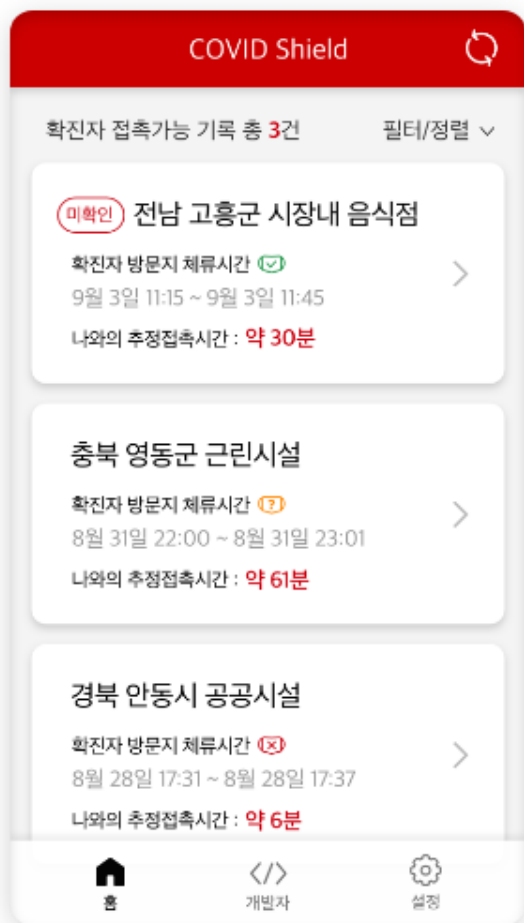 COVID Shield
확진자 접촉가능 기록 총 3건
필터/정렬
미확인 전남 고흥군 시장내 음식점
확진자 방문지 체류시간
9월 3일 11:15 ~ 9월 3일 11:45
나와의 추정접촉시간 : 약 30분
충북 영동군 근린시설
확진자 방문지 체류시간
8월 31일 22:00 ~ 8월 31일 23:01
나와의 추정접촉시간 : 약 61분
경북 안동시 공공시설
확진자 방문지 체류시간
8월 28일 17:31 ~ 8월 28일 17:37
나와의 추정접촉시간 : 약 6분
홈
개발자
설정